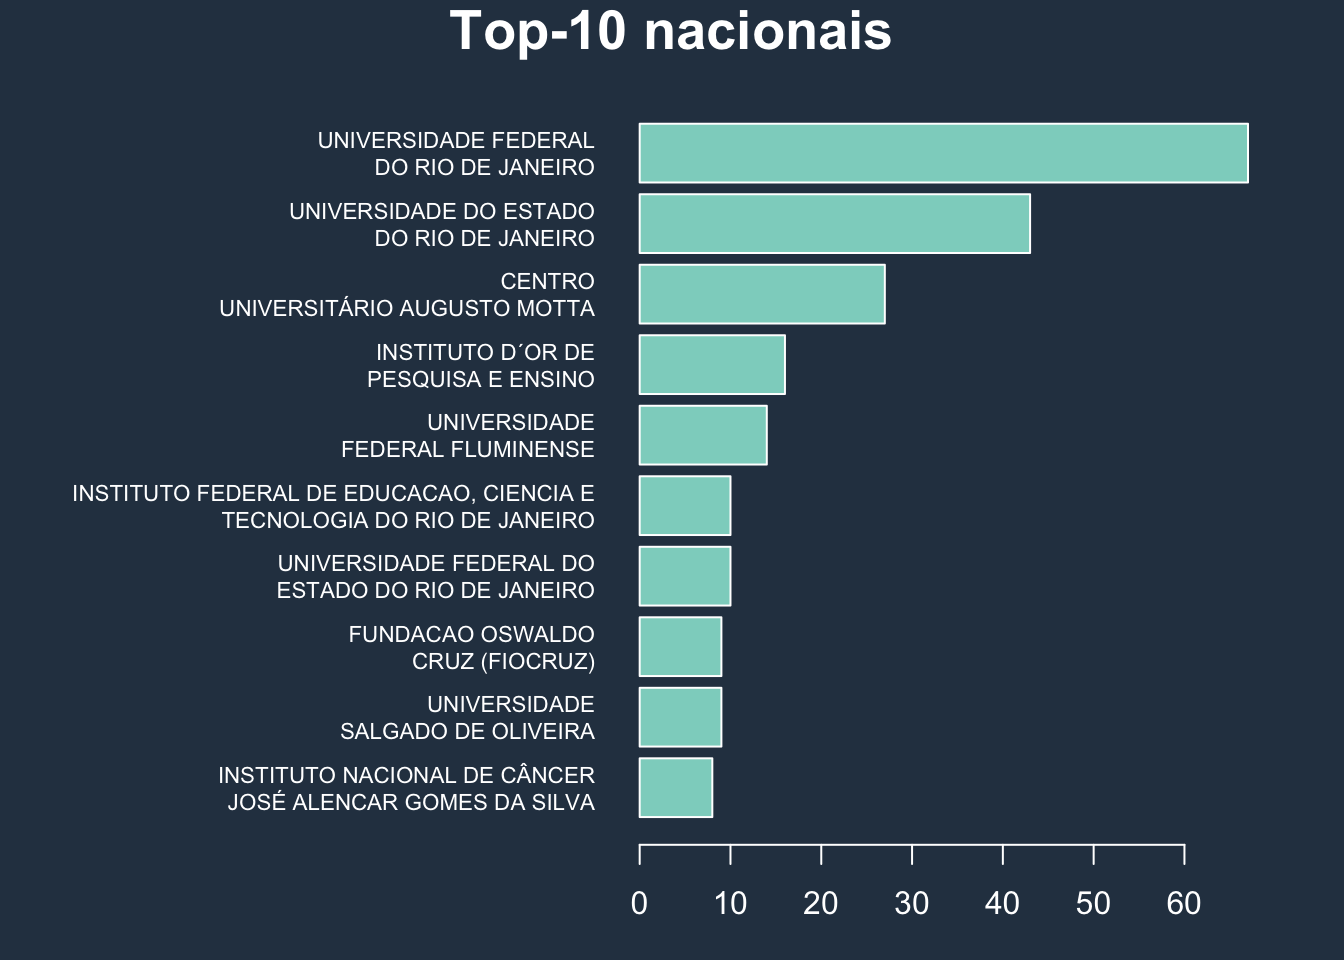 Top-10 nacionais
UNIVERSIDADE FEDERAL
DO RIO DE JANEIRO
UNIVERSIDADE DO ESTADO
DO RIO DE JANEIRO
CENTRO
UNIVERSITÁRIO AUGUSTO MOTTA
INSTITUTO D´OR DE
PESQUISA E ENSINO
UNIVERSIDADE
FEDERAL FLUMINENSE
INSTITUTO FEDERAL DE EDUCACAO, CIENCIA E
TECNOLOGIA DO RIO DE JANEIRO
UNIVERSIDADE FEDERAL DO
ESTADO DO RIO DE JANEIRO
FUNDACAO OSWALDO
CRUZ (FIOCRUZ)
UNIVERSIDADE
SALGADO DE OLIVEIRA
INSTITUTO NACIONAL DE CÂNCER
JOSÉ ALENCAR GOMES DA SILVA
0 10 20 30 40 50 60